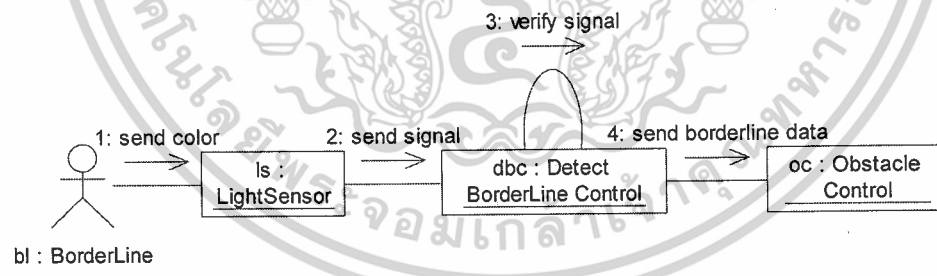 3: verify signal
1: send color
2: send signal
4: send borderline data
ls :
LightSensor
dbc : Detect
BorderLine Control
oc : Obstacle
Control
bl : BorderLine